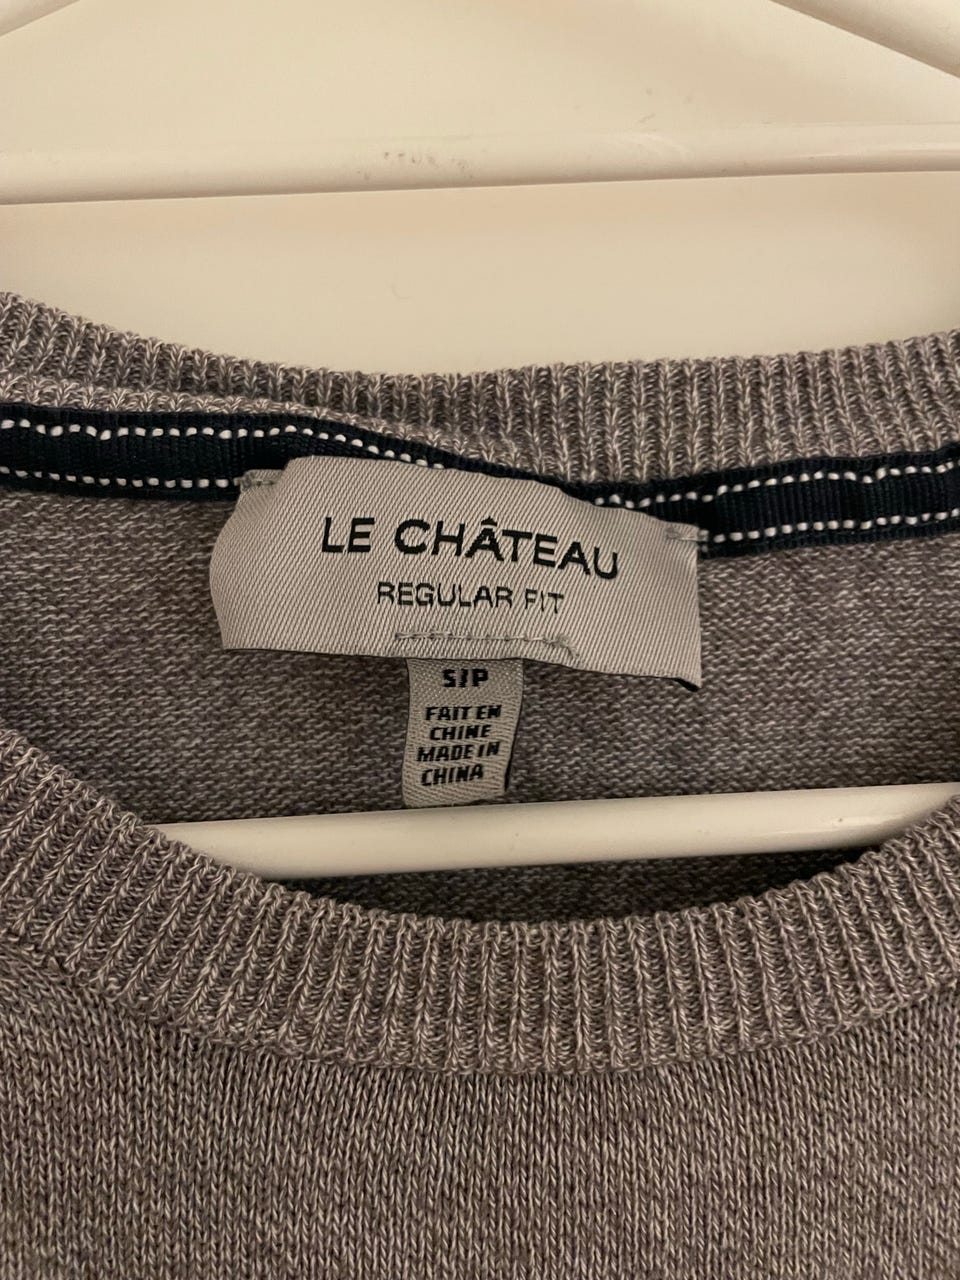 LE CHÂTEAU
REGULAR FIT
S/P
FAIT EN
CHINE
MADE IN
CHINA